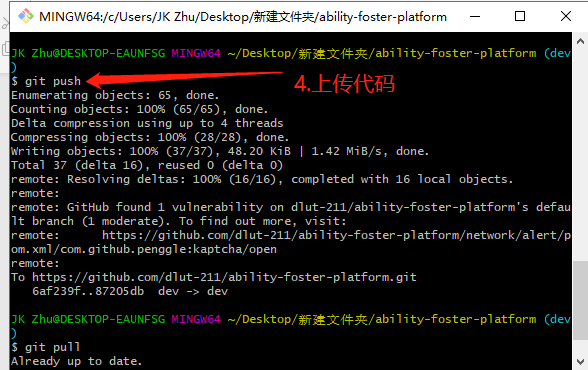 MINGW64:/c/Users/JK Zhu/Desktop/新建文件夹/ability-foster-platform
JK Zhu@DESKTOP-EAUNFSG MINGW64 ~/Desktop/新建文件夹/ability-foster-platform (dev
)
$ git push
4.上传代码
Enumerating objects: 65, done.
Counting objects: 100% (65/65), done.
Delta compression using up to 4 threads
Compressing objects: 100% (28/28), done.
Writing objects: 100% (37/37), 48.20 KiB | 1.42 MiB/s, done.
Total 37 (delta 16), reused 0 (delta 0)
remote: Resolving deltas: 100% (16/16), completed with 16 local objects.
remote:
remote: GitHub found 1 vulnerability on dlut-211/ability-foster-platform's defau
lt branch (1 moderate). To find out more, visit:
remote:      https://github.com/dlut-211/ability-foster-platform/network/alert/p
om.xml/com.github.penggle:kaptcha/open
remote:
To https://github.com/dlut-211/ability-foster-platform.git
   6af239f..87205db  dev -> dev
JK Zhu@DESKTOP-EAUNFSG MINGW64 ~/Desktop/新建文件夹/ability-foster-platform (dev
)
$ git pull
Already up to date.